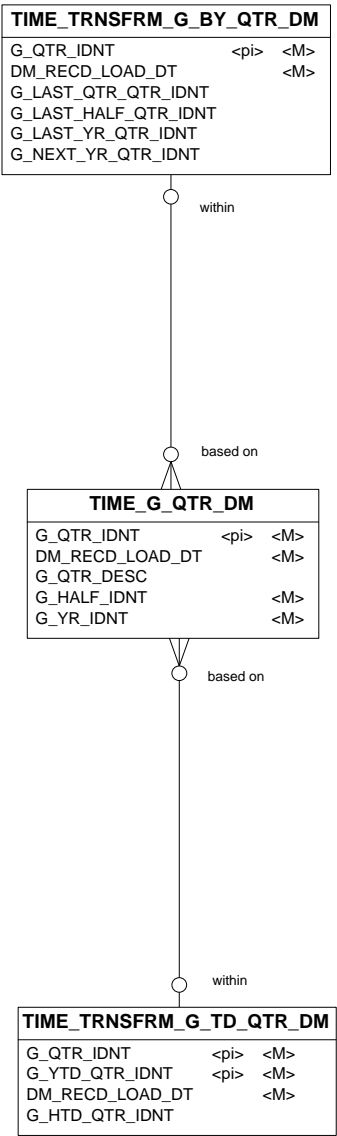 TIME_TRNSFRM_G_BY_QTR_DM
G_QTR_IDNT <pi> <M>
DM_RECD_LOAD_DT <M>
G_LAST_QTR_QTR_IDNT
G_LAST_HALF_QTR_IDNT
G_LAST_YR_QTR_IDNT
G_NEXT_YR_QTR_IDNT
within
based on
TIME_G_QTR_DM
G_QTR_IDNT <pi> <M>
DM_RECD_LOAD_DT <M>
G_QTR_DESC
G_HALF_IDNT <M>
G_YR_IDNT <M>
based on
within
TIME_TRNSFRM_G_TD_QTR_DM
G_QTR_IDNT <pi> <M>
G_YTD_QTR_IDNT <pi> <M>
DM_RECD_LOAD_DT <M>
G_HTD_QTR_IDNT